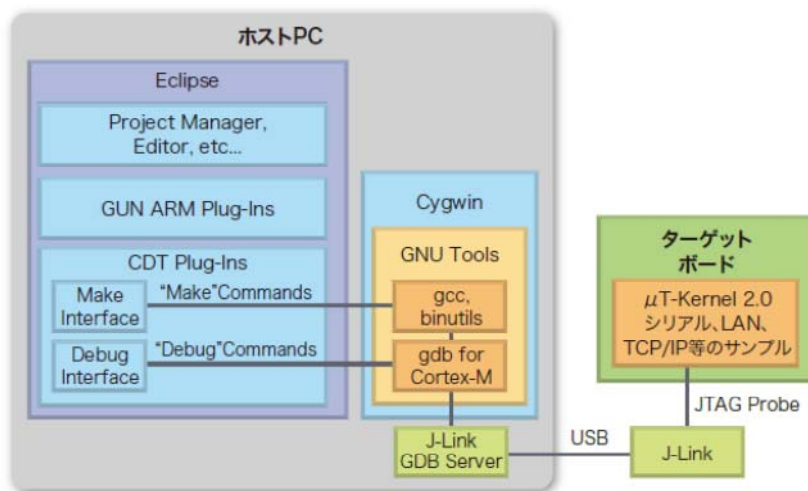 ホストPC
Eclipse
Project Manager,
Editor, etc...
GUN ARM Plug-Ins
CDT Plug-Ins
Make
Interface
“Make”Commands
Debug
Interface
“Debug”Commands
Cygwin
GNU Tools
gcc,
binutils
gdb for
Cortex-M
J-Link
GDB Server
USB
J-Link
JTAG Probe
ターゲット
ボード
μT-Kernel 2.0
シリアル、LAN、
TCP/IP等のサンプル